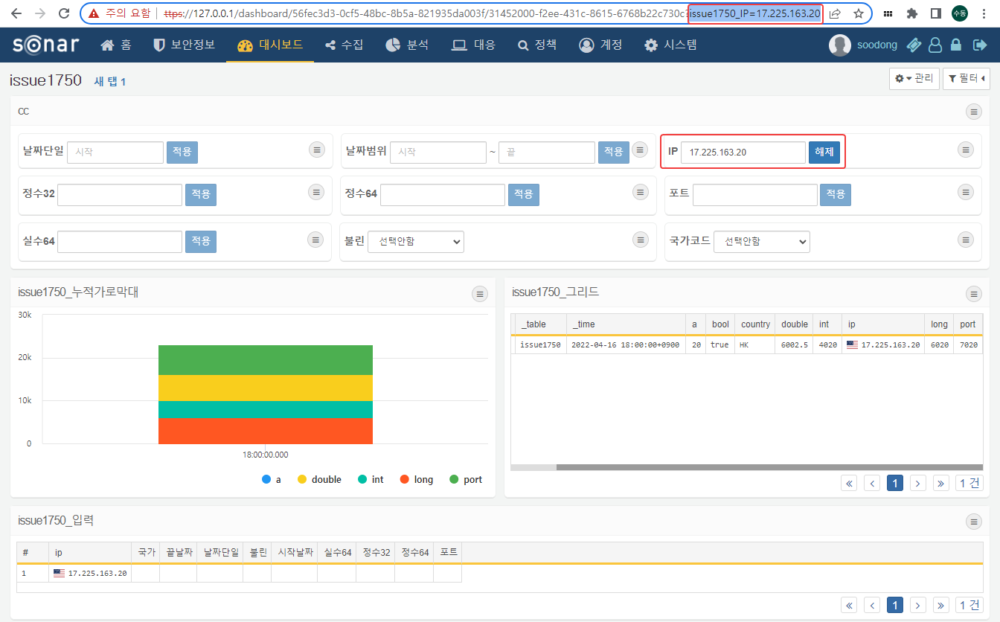 주의 요함 ttps://127.0.0.1/dashboard/56fec3d3-0cf5-48bc-8b5a-821935da003f/31452000-f2ee-431c-8615-6768b22c730c?issue1750_IP=17.225.163.20 수동
sonar 홈 보안정보 대시보드 수집 분석 대응 정책 계정 시스템 soodong
issue1750 새 탭 1 관리 필터
CC
날짜단일 시작 적용 날짜범위 시작 ~ 끝 적용 IP 17.225.163.20 해제
정수32 적용 정수64 적용 포트 적용
실수64 적용 불린 선택안함 국가코드 선택안함
issue1750_누적가로막대
30k
20k
10k
0
18:00:00.000
a double int long port
issue1750_그리드
_table _time a bool country double int ip long port
issue1750 2022-04-16 18:00:00+0900 20 true HK 6002.5 4020 17.225.163.20 6020 7020
« ‹ 1 › » 1 건
issue1750_입력
# ip 국가 끝날짜 날짜단일 불린 시작날짜 실수64 정수32 정수64 포트
1 17.225.163.20
« ‹ 1 › » 1 건